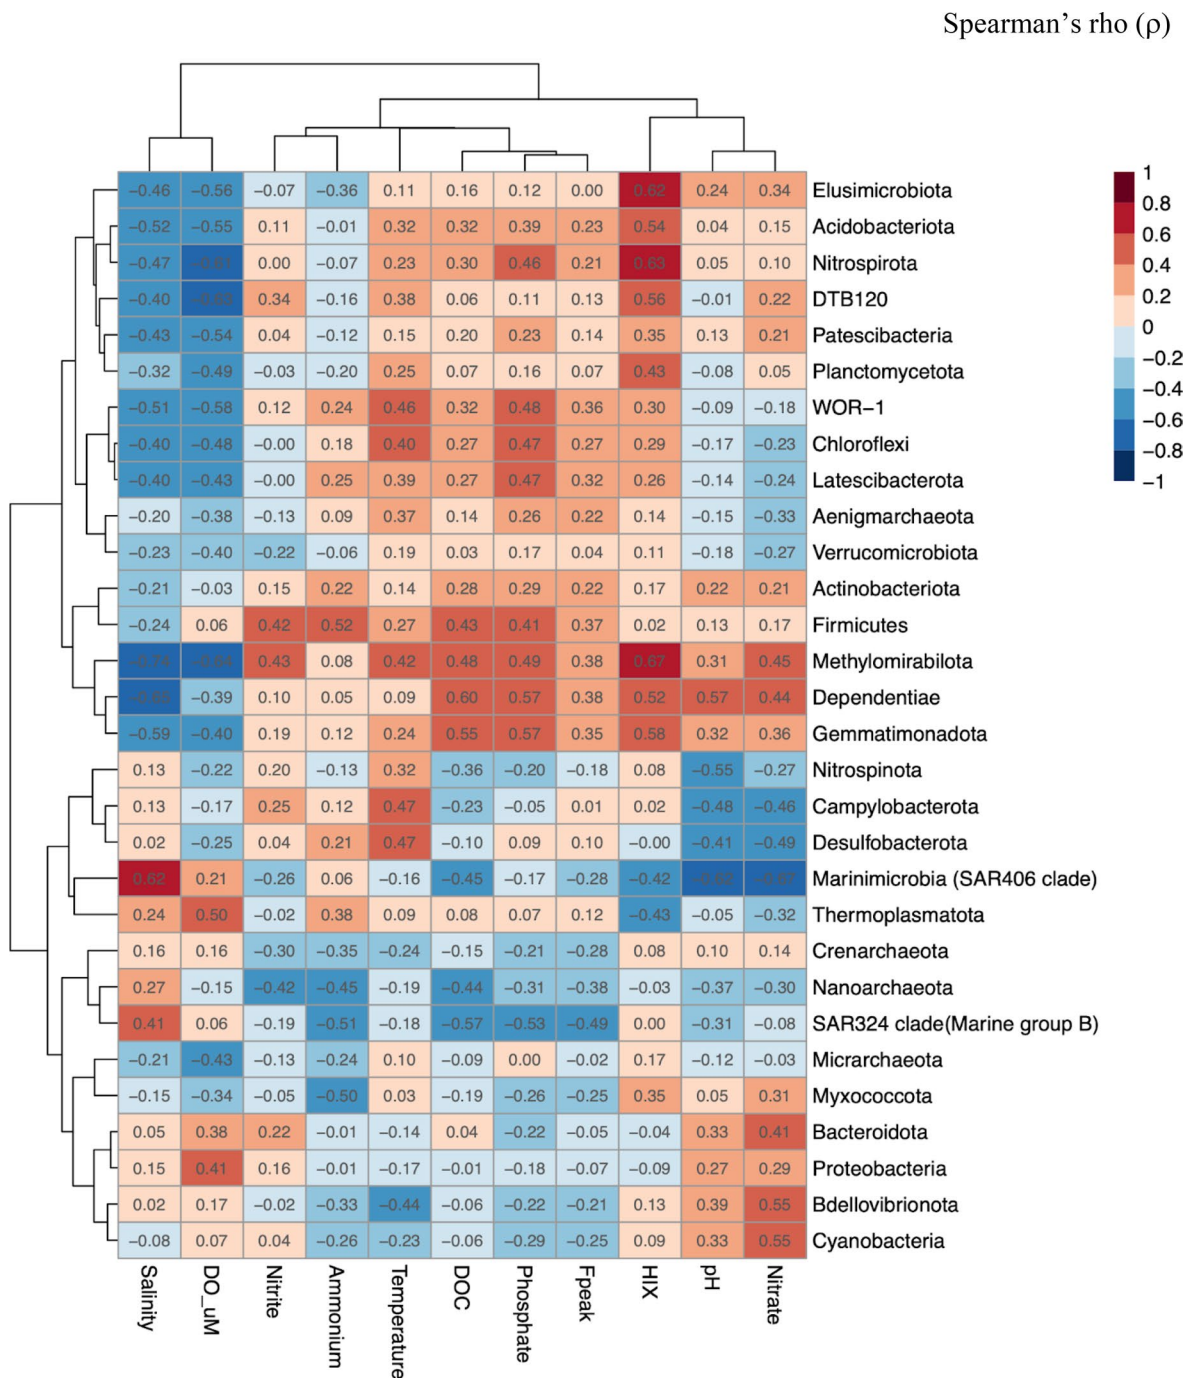 Spearman's rho (ρ)
−0.46 −0.56 −0.07 −0.36 0.11 0.16 0.12 0.00 0.62 0.24 0.34 Elusimicrobiota
−0.52 −0.55 0.11 −0.01 0.32 0.32 0.39 0.23 0.54 0.04 0.15 Acidobacteriota
−0.47 0.00 −0.07 0.23 0.30 0.46 0.21 0.63 0.05 0.10 Nitrospirota
−0.40 0.34 −0.16 0.38 0.06 0.11 0.13 0.56 −0.01 0.22 DTB120
−0.43 −0.54 0.04 −0.12 0.15 0.20 0.23 0.14 0.35 0.13 0.21 Patescibacteria
−0.32 −0.49 −0.03 −0.20 0.25 0.07 0.16 0.07 0.43 −0.08 0.05 Planctomycetota
−0.51 −0.58 0.12 0.24 0.46 0.32 0.48 0.36 0.30 −0.09 −0.18 WOR−1
−0.40 −0.48 −0.00 0.18 0.40 0.27 0.47 0.27 0.29 −0.17 −0.23 Chloroflexi
−0.40 −0.43 −0.00 0.25 0.39 0.27 0.47 0.32 0.26 −0.14 −0.24 Latescibacterota
−0.20 −0.38 −0.13 0.09 0.37 0.14 0.26 0.22 0.14 −0.15 −0.33 Aenigmarchaeota
−0.23 −0.40 −0.22 −0.06 0.19 0.03 0.17 0.04 0.11 −0.18 −0.27 Verrucomicrobiota
−0.21 −0.03 0.15 0.22 0.14 0.28 0.29 0.22 0.17 0.22 0.21 Actinobacteriota
−0.24 0.06 0.42 0.52 0.27 0.43 0.41 0.37 0.02 0.13 0.17 Firmicutes
0.43 0.08 0.42 0.48 0.49 0.38 0.67 0.31 0.45 Methylomirabilota
−0.39 0.10 0.05 0.09 0.60 0.57 0.38 0.52 0.57 0.44 Dependentiae
−0.59 −0.40 0.19 0.12 0.24 0.55 0.57 0.35 0.58 0.32 0.36 Gemmatimonadota
0.13 −0.22 0.20 −0.13 0.32 −0.36 −0.20 −0.18 0.08 −0.55 −0.27 Nitrospinota
0.13 −0.17 0.25 0.12 0.47 −0.23 −0.05 0.01 0.02 −0.48 −0.46 Campylobacterota
0.02 −0.25 0.04 0.21 0.47 −0.10 0.09 0.10 −0.00 −0.41 −0.49 Desulfobacterota
0.62 0.21 −0.26 0.06 −0.16 −0.45 −0.17 −0.28 −0.42 Marinimicrobia (SAR406 clade)
0.24 0.50 −0.02 0.38 0.09 0.08 0.07 0.12 −0.43 −0.05 −0.32 Thermoplasmatota
0.16 0.16 −0.30 −0.35 −0.24 −0.15 −0.21 −0.28 0.08 0.10 0.14 Crenarchaeota
0.27 −0.15 −0.42 −0.45 −0.19 −0.44 −0.31 −0.38 −0.03 −0.37 −0.30 Nanoarchaeota
0.41 0.06 −0.19 −0.51 −0.18 −0.57 −0.53 −0.49 0.00 −0.31 −0.08 SAR324 clade(Marine group B)
−0.21 −0.43 −0.13 −0.24 0.10 −0.09 0.00 −0.02 0.17 −0.12 −0.03 Micrarchaeota
−0.15 −0.34 −0.05 −0.50 0.03 −0.19 −0.26 −0.25 0.35 0.05 0.31 Myxococcota
0.05 0.38 0.22 −0.01 −0.14 0.04 −0.22 −0.05 −0.04 0.33 0.41 Bacteroidota
0.15 0.41 0.16 −0.01 −0.17 −0.01 −0.18 −0.07 −0.09 0.27 0.29 Proteobacteria
0.02 0.17 −0.02 −0.33 −0.44 −0.06 −0.22 −0.21 0.13 0.39 0.55 Bdellovibrionota
−0.08 0.07 0.04 −0.26 −0.23 −0.06 −0.29 −0.25 0.09 0.33 0.55 Cyanobacteria
Salinity
DO_uM
Nitrite
Ammonium
Temperature
DOC
Phosphate
Fpeak
HIX
pH
Nitrate
1
0.8
0.6
0.4
0.2
0
−0.2
−0.4
−0.6
−0.8
−1